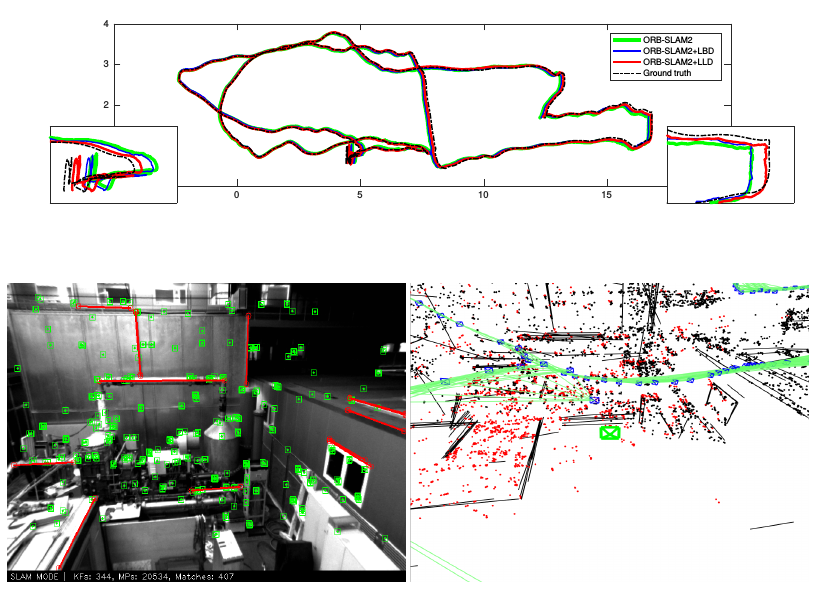 4
3
2
0
5
10
15
ORB-SLAM2
ORB-SLAM2+LBD
ORB-SLAM2+LLD
Ground truth
SLAM MODE | KFs: 344, MPs: 20534, Matches: 407